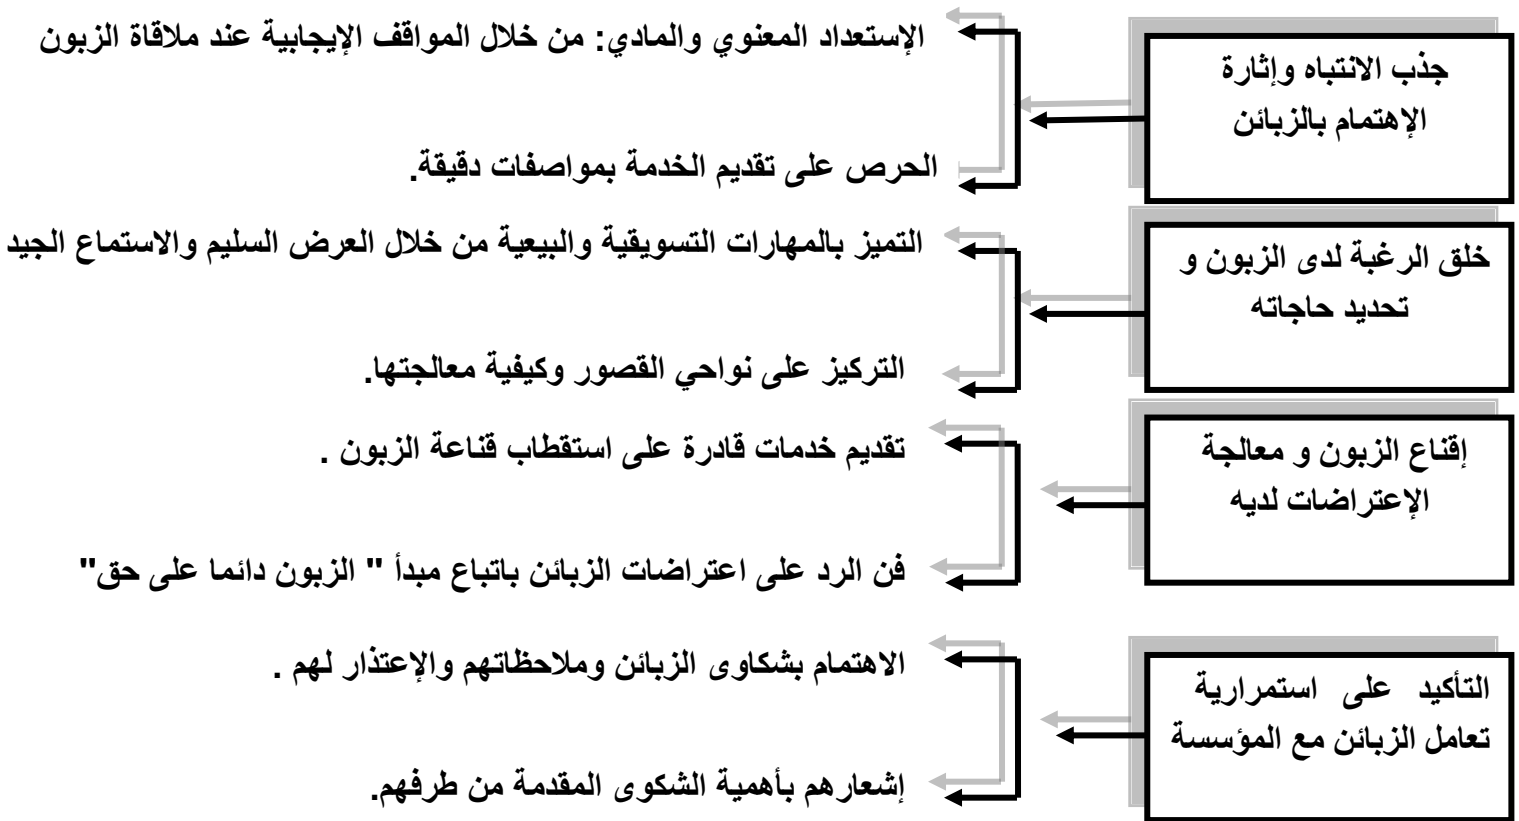 جذب الانتباه وإثارة
الإهتمام بالزبائن
الإستعداد المعنوي والمادي: من خلال المواقف الإيجابية عند ملاقاة الزبون
الحرص على تقديم الخدمة بمواصفات دقيقة.
خلق الرغبة لدى الزبون و
تحديد حاجاته
التميز بالمهارات التسويقية والبيعية من خلال العرض السليم والاستماع الجيد
التركيز على نواحي القصور وكيفية معالجتها.
إقناع الزبون و معالجة
الإعتراضات لديه
تقديم خدمات قادرة على استقطاب قناعة الزبون .
فن الرد على اعتراضات الزبائن باتباع مبدأ " الزبون دائما على حق"
التأكيد على استمرارية
تعامل الزبائن مع المؤسسة
الاهتمام بشكاوى الزبائن وملاحظاتهم والإعتذار لهم .
إشعارهم بأهمية الشكوى المقدمة من طرفهم.